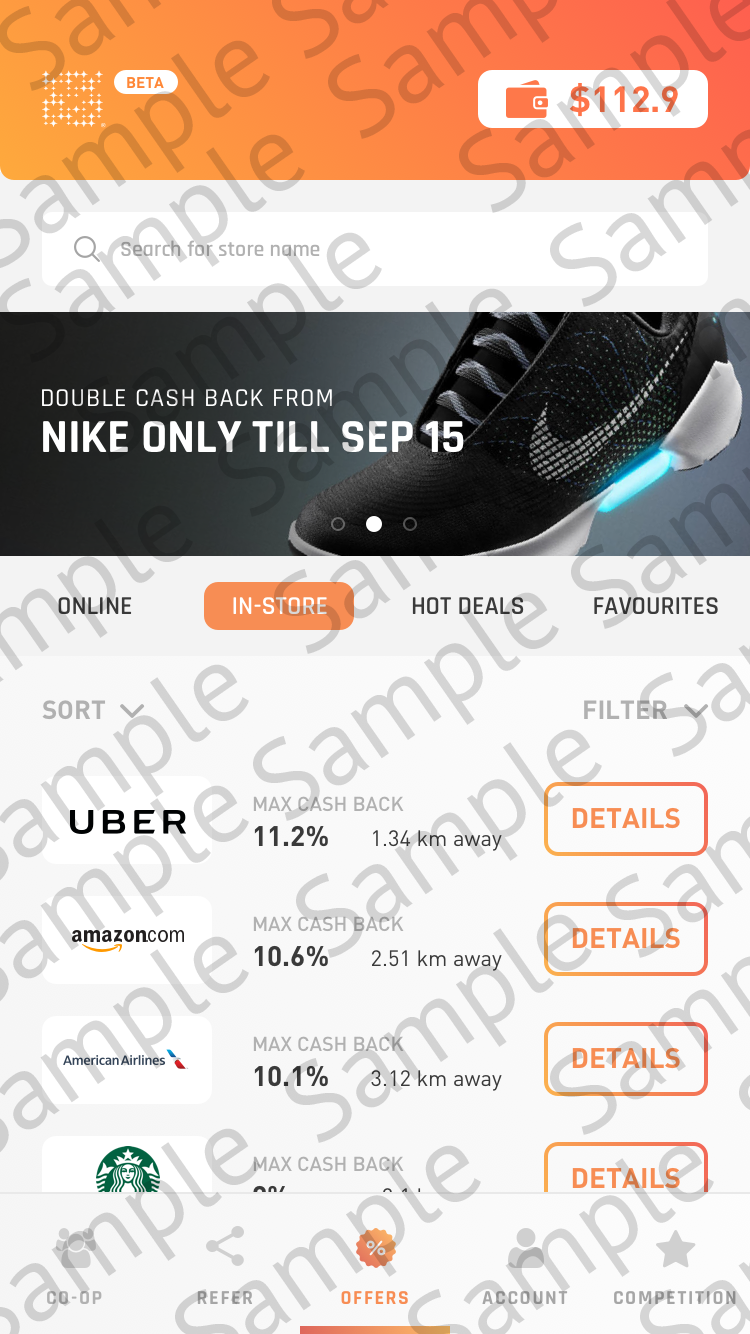 BETA
$112.9
Search for store name
DOUBLE CASH BACK FROM
NIKE ONLY TILL SEP 15
ONLINE IN-STORE HOT DEALS FAVOURITES
SORT FILTER
UBER
MAX CASH BACK
11.2% 1.34 km away
DETAILS
amazon.com
MAX CASH BACK
10.6% 2.51 km away
DETAILS
American Airlines
MAX CASH BACK
10.1% 3.12 km away
DETAILS
MAX CASH BACK
DETAILS
CO-OP REFER OFFERS ACCOUNT COMPETITION
Sample Sample Sample Sample